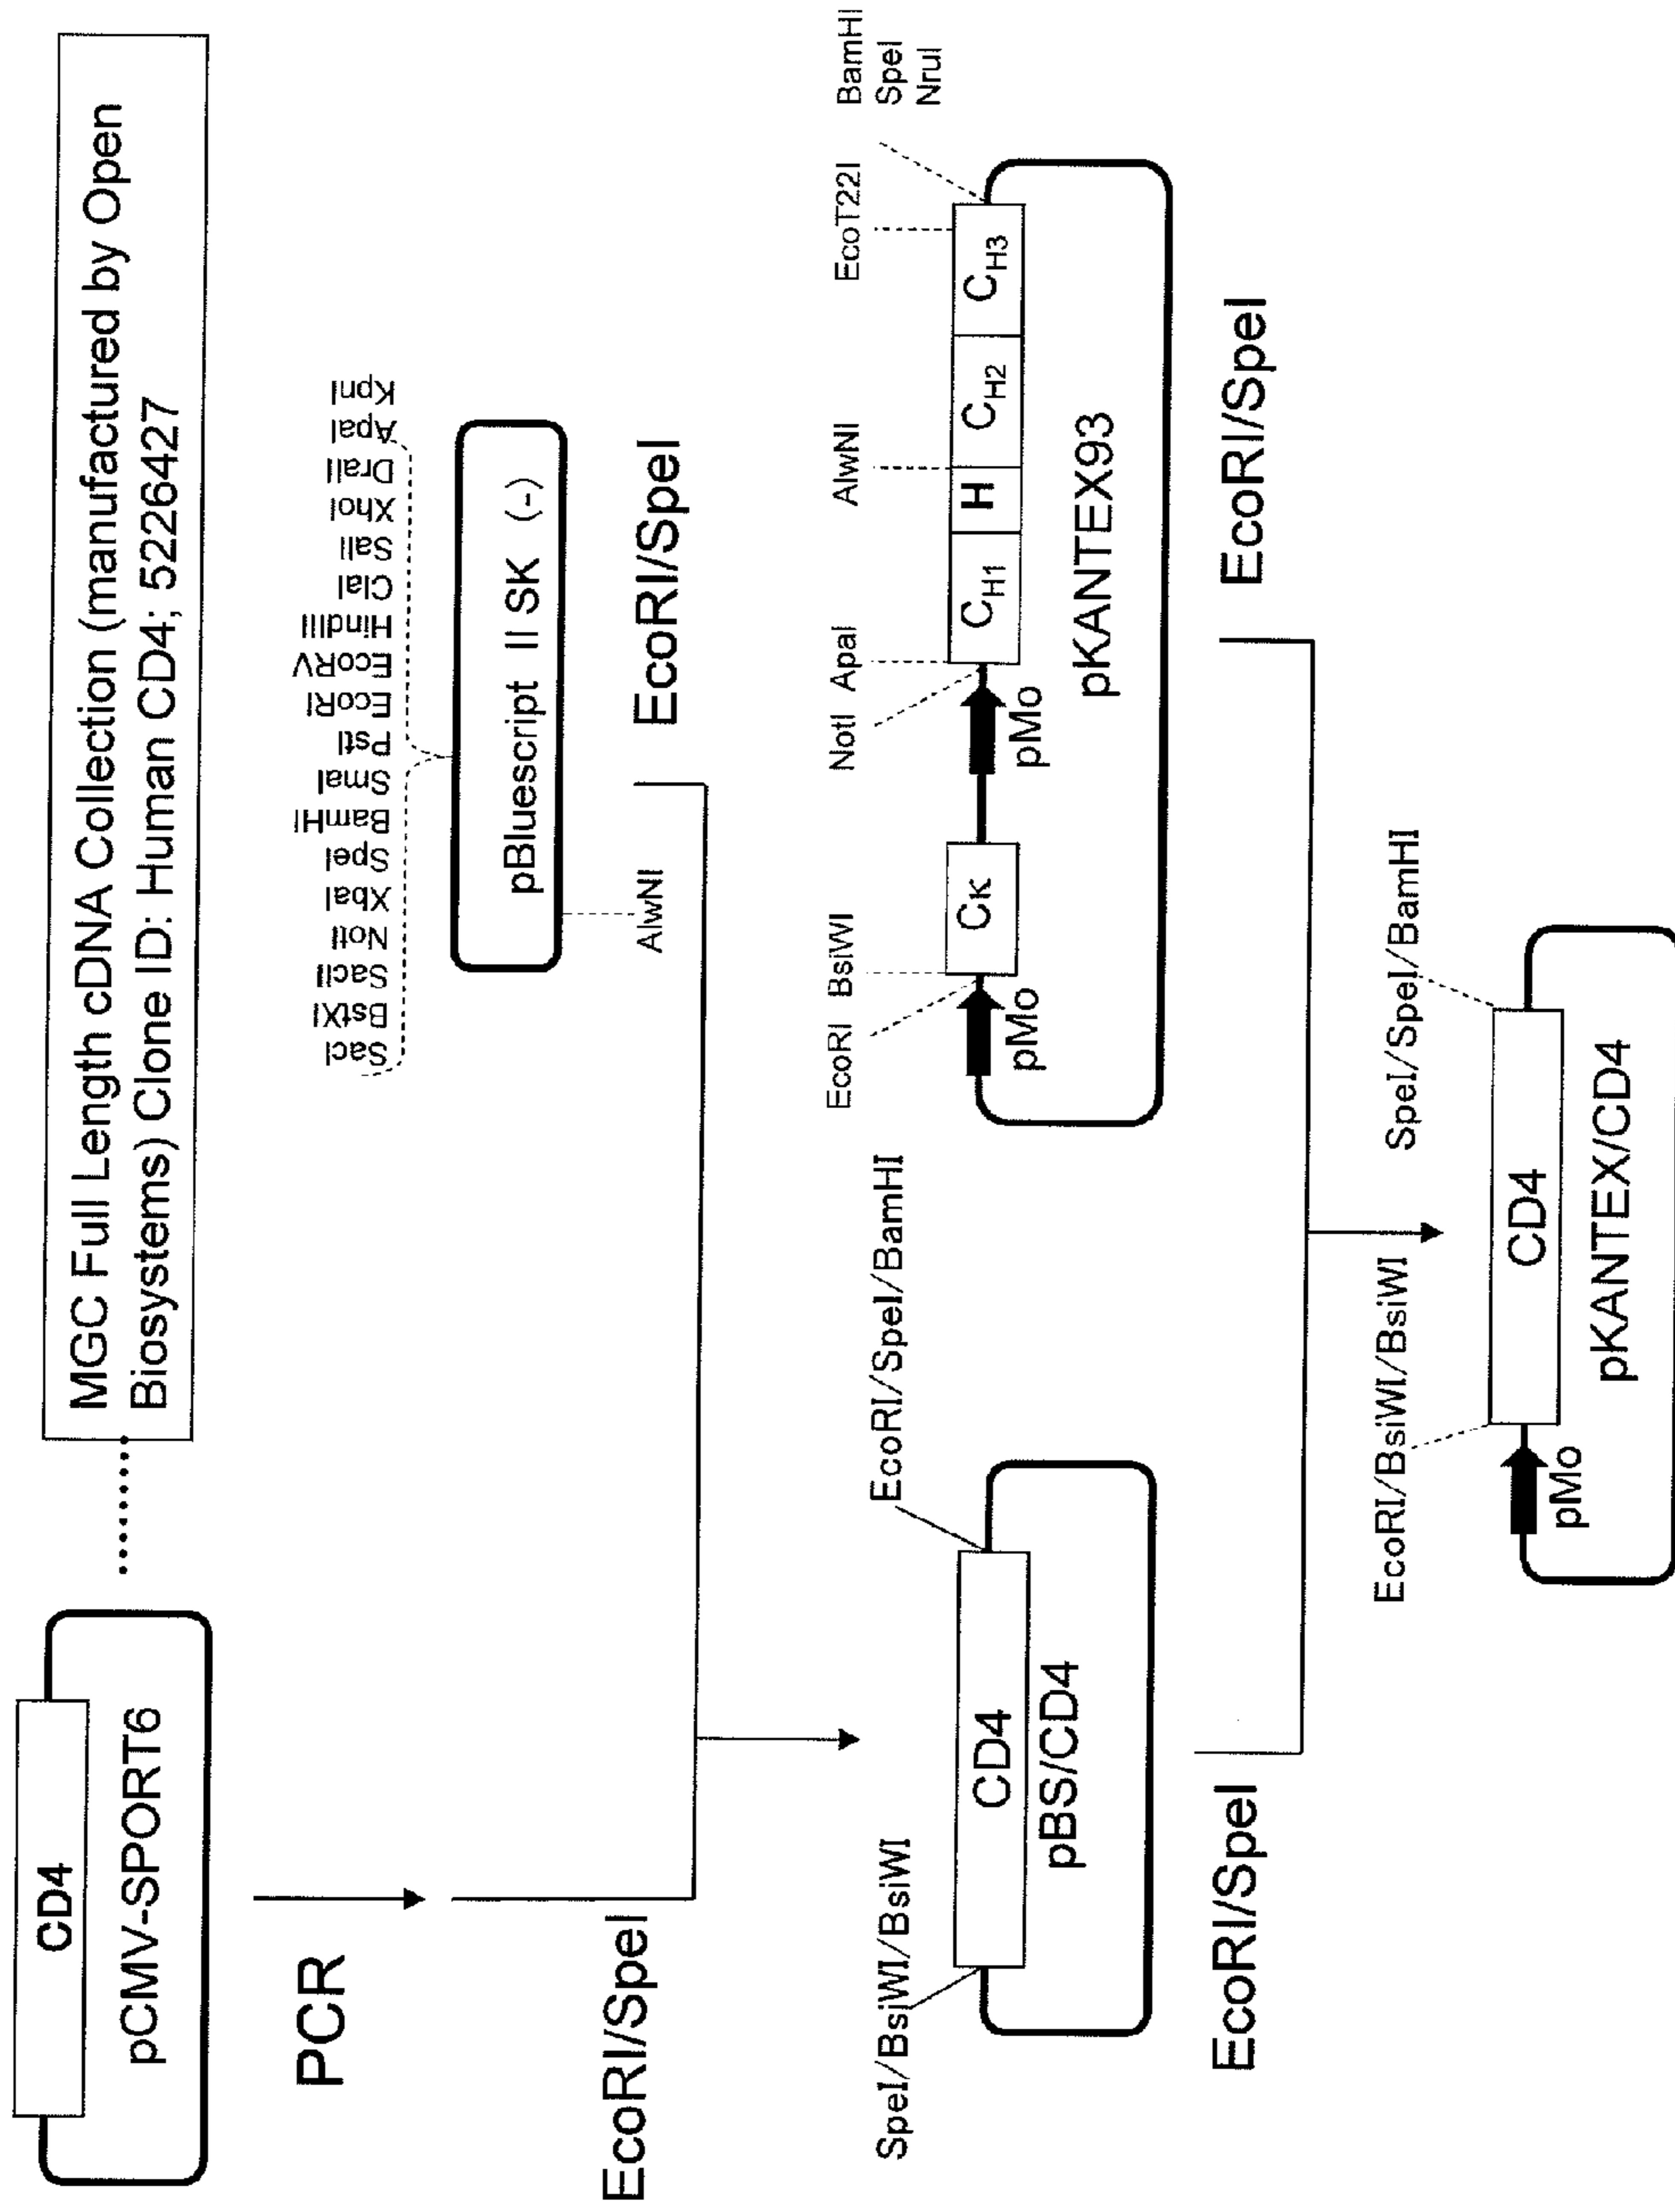 CD4
pCMV-SPORT6
MGC Full Length cDNA Collection (manufactured by Open
Biosystems) Clone ID: Human CD4; 5226427
PCR
EcoRI/SpeI
SacI
BstXI
SacII
NotI
XbaI
SpeI
BamHI
SmaI
PstI
EcoRI
EcoRV
HindIII
ClaI
SalI
XhoI
DraII
ApaI
KpnI
pBluescript II SK (-)
AlwNI
EcoRI/SpeI
SpeI/BsiWI/BsiWI
EcoRI/SpeI/BamHI
CD4
pBS/CD4
EcoRI/SpeI
EcoRI
BsiWI
NotI
ApaI
AlwNI
EcoT22I
BamHI
SpeI
NruI
pMo
Cκ
pMo
CH1
H
CH2
CH3
pKANTEX93
EcoRI/SpeI
EcoRI/BsiWI/BsiWI
SpeI/SpeI/BamHI
pMo
CD4
pKANTEX/CD4